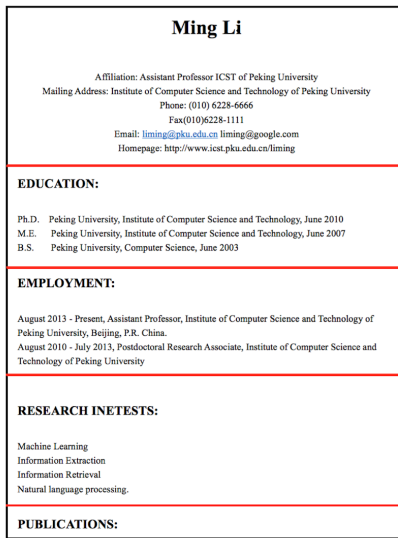 Ming Li
Affiliation: Assistant Professor ICST of Peking University
Mailing Address: Institute of Computer Science and Technology of Peking University
Phone: (010) 6228-6666
Fax(010)6228-1111
Email: liming@pku.edu.cn liming@google.com
Homepage: http://www.icst.pku.edu.cn/liming
EDUCATION:
Ph.D. Peking University, Institute of Computer Science and Technology, June 2010
M.E. Peking University, Institute of Computer Science and Technology, June 2007
B.S. Peking University, Computer Science, June 2003
EMPLOYMENT:
August 2013 - Present, Assistant Professor, Institute of Computer Science and Technology of
Peking University, Beijing, P.R. China.
August 2010 - July 2013, Postdoctoral Research Associate, Institute of Computer Science and
Technology of Peking University
RESEARCH INETESTS:
Machine Learning
Information Extraction
Information Retrieval
Natural language processing.
PUBLICATIONS: